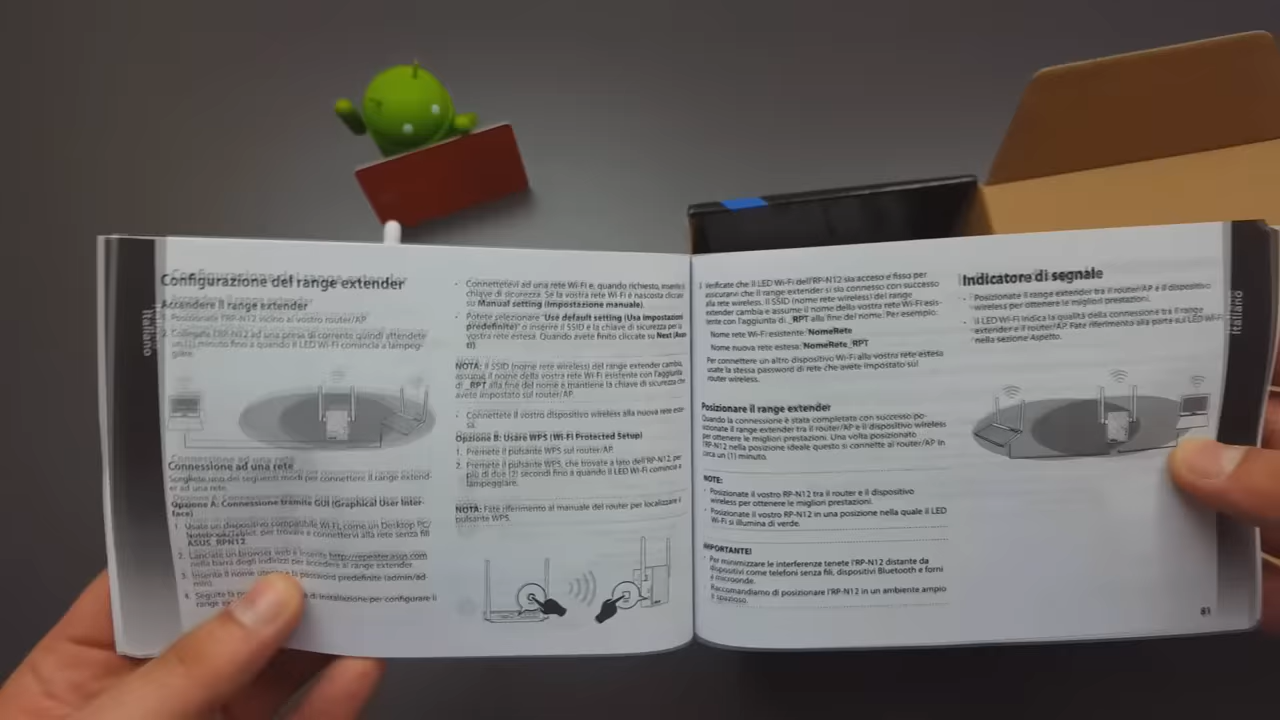 Italiano
Configurazione del range extender
Accendere il range extender
1. Posizionate l'RP-N12 vicino al vostro router/AP.
2. Collegate l'RP-N12 ad una presa di corrente quindi attendete
un (1) minuto fino a quando il LED Wi-Fi comincia a lampeg-
giare.
Connessione ad una rete
Scegliete uno dei seguenti modi per connettere il range extend-
er ad una rete.
Opzione A: Connessione tramite GUI (Graphical User Inter-
face)
1. Usate un dispositivo compatibile Wi-Fi, come un Desktop PC/
Notebook/Tablet, per trovare e connettervi alla rete senza fili
ASUS_RPN12.
2. Lanciate un browser web e inserite http://repeater.asus.com
nella barra degli indirizzi per accedere al range extender.
3. Inserite il nome utente e la password predefinite (admin/ad-
min).
4. Seguite la di installazione per configurare il
range
• Connettetevi ad una rete Wi-Fi e, quando richiesto, inserite
chiave di sicurezza. Se la vostra rete Wi-Fi è nascosta cliccate
su Manual setting (Impostazione manuale).
• Potete selezionare "Use default setting (Usa impostazioni
predefinite)" o inserire il SSID e la chiave di sicurezza per la
vostra rete estesa. Quando avete finito cliccate su Next
NOTA: Il SSID (nome rete wireless) del range extender cambia,
assume il nome della vostra rete Wi-Fi esistente con l'aggiunta
di _RPT alla fine del nome e mantiene la chiave di sicurezza che
avete impostato sul router/AP.
• Connettete il vostro dispositivo wireless alla nuova rete este-
sa.
Opzione B: Usare WPS (Wi-Fi Protected Setup)
1. Premete il pulsante WPS sul router/AP.
2. Premete il pulsante WPS, che trovate a lato dell'RP-N12, per
più di due (2) secondi fino a quando il LED Wi-Fi comincia a
lampeggiare.
NOTA: Fate riferimento al manuale del router per localizzare il
pulsante WPS.
Verificate che il LED Wi-Fi dell'RP-N12 sia acceso e fisso per
assicurarvi che il range extender si sia connesso con successo
alla rete wireless. Il SSID (nome rete wireless) del range
extender cambia e assume il nome della vostra rete Wi-Fi esis-
tente con l'aggiunta di _RPT alla fine del nome. Per esempio:
Nome rete Wi-Fi esistente: NomeRete
Nome nuova rete estesa: NomeRete_RPT
Per connettere un altro dispositivo Wi-Fi alla vostra rete estesa
usate la stessa password di rete che avete impostato sul
router wireless.
Posizionare il range extender
Quando la connessione è stata completata con successo po-
sizionate il range extender tra il router/AP e il dispositivo wireless
per ottenere le migliori prestazioni. Una volta posizionato
l'RP-N12 nella posizione ideale questo si connette al router/AP in
circa un (1) minuto.
NOTE:
• Posizionate il vostro RP-N12 tra il router e il dispositivo
wireless per ottenere le migliori prestazioni.
• Posizionate il vostro RP-N12 in una posizione nella quale il LED
Wi-Fi si illumina di verde.
IMPORTANTE!
• Per minimizzare le interferenze tenete l'RP-N12 distante da
dispositivi come telefoni senza fili, dispositivi Bluetooth e forni
a microonde.
• Raccomandiamo di posizionare l'RP-N12 in un ambiente ampio
e spazioso.
Indicatore di segnale
• Posizionate il range extender tra il router/AP e il dispositivo
wireless per ottenere le migliori prestazioni.
• Il LED Wi-Fi indica la qualità della connessione tra il range
extender e il router/AP. Fate riferimento alla parte sul LED Wi-Fi
nella sezione Aspetto.
Italiano
81